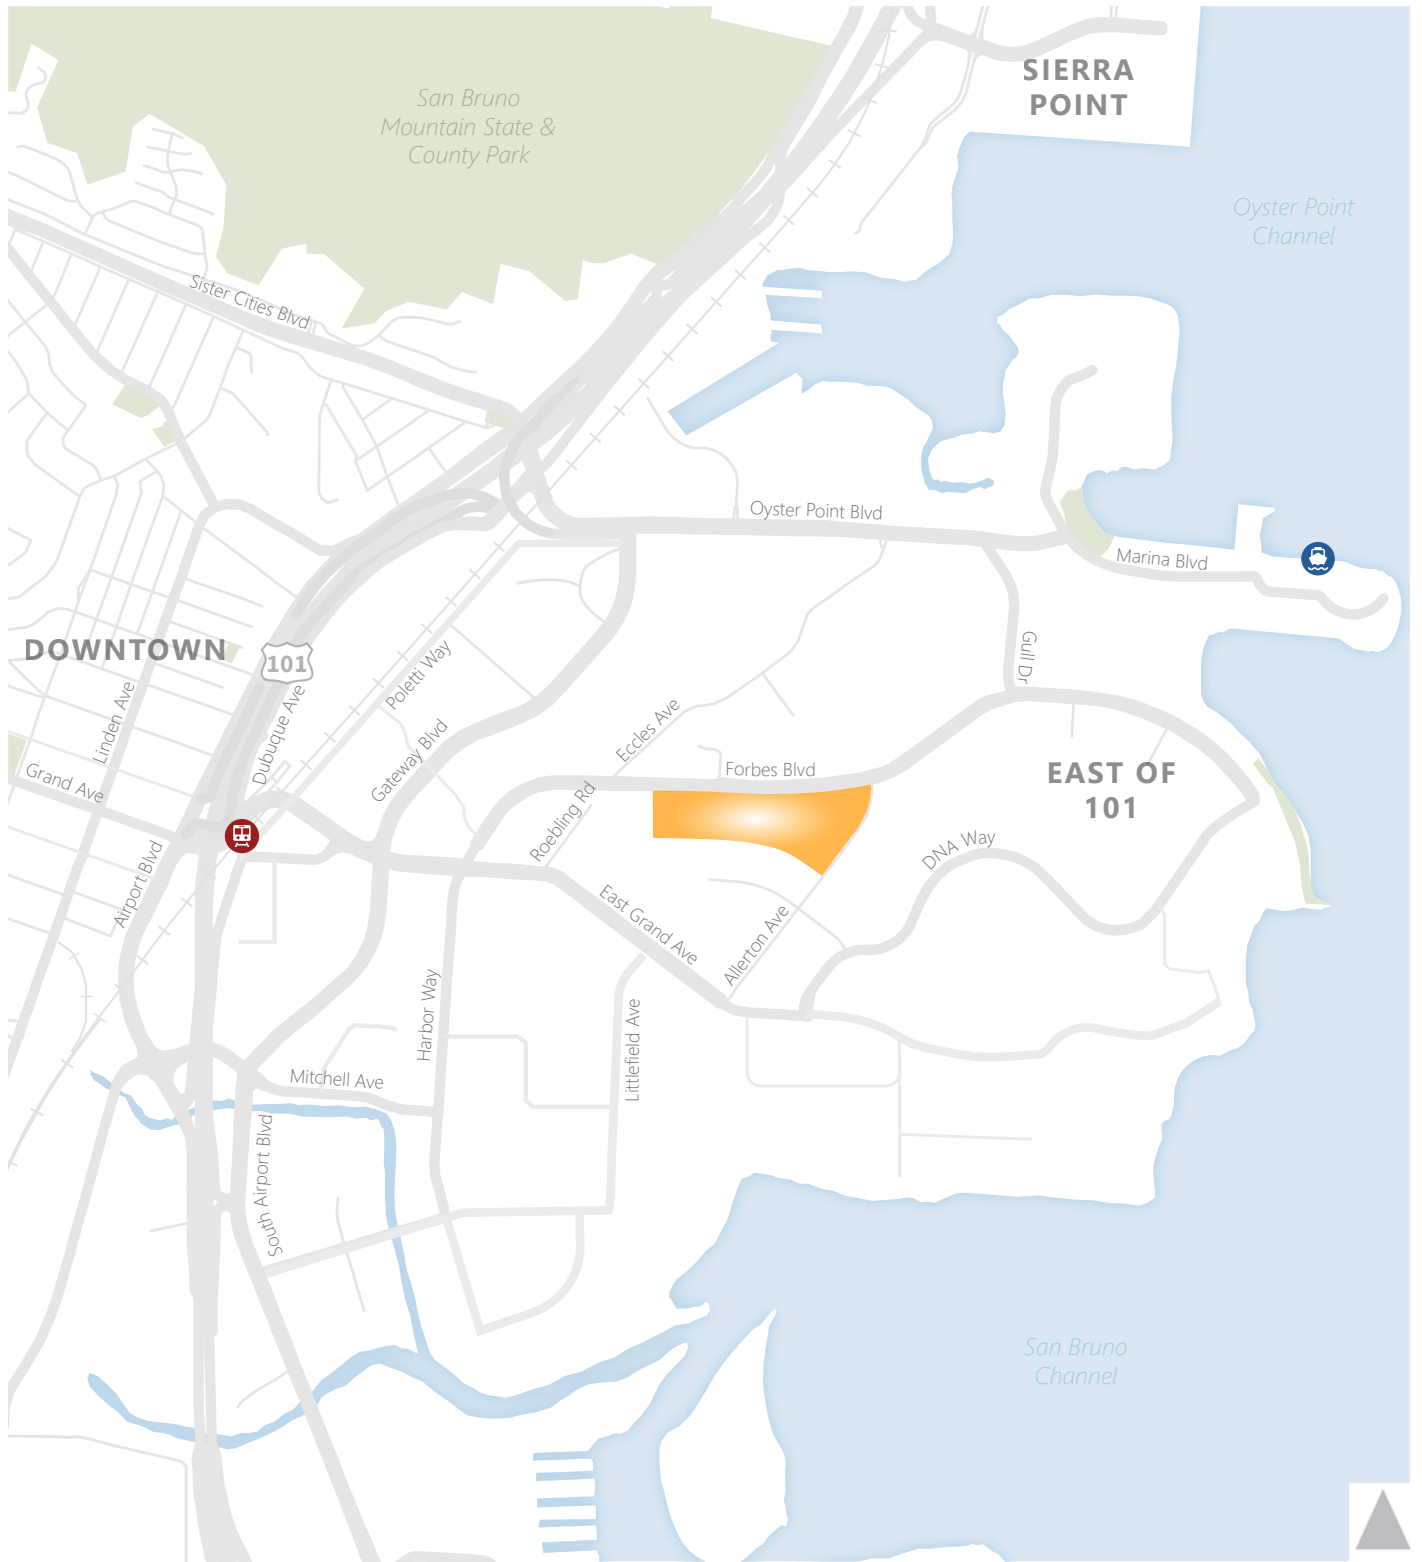 SIERRA
POINT
San Bruno
Mountain State &
County Park
Oyster Point
Channel
Sister Cities Blvd
Oyster Point Blvd
Marina Blvd
DOWNTOWN
101
Gull Dr
Poletti Way
Linden Ave
Dubuque Ave
Eccles Ave
Gateway Blvd
Grand Ave
Forbes Blvd
EAST OF
101
Roebling Rd
DNA Way
Airport Blvd
East Grand Ave
Allerton Ave
Harbor Way
Littlefield Ave
Mitchell Ave
South Airport Blvd
San Bruno
Channel